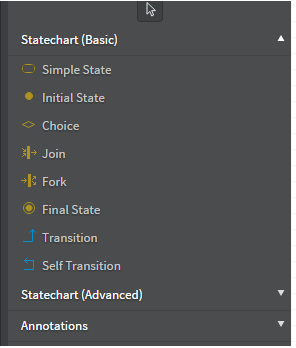 Statechart (Basic)
Simple State
Initial State
Choice
Join
Fork
Final State
Transition
Self Transition
Statechart (Advanced)
Annotations